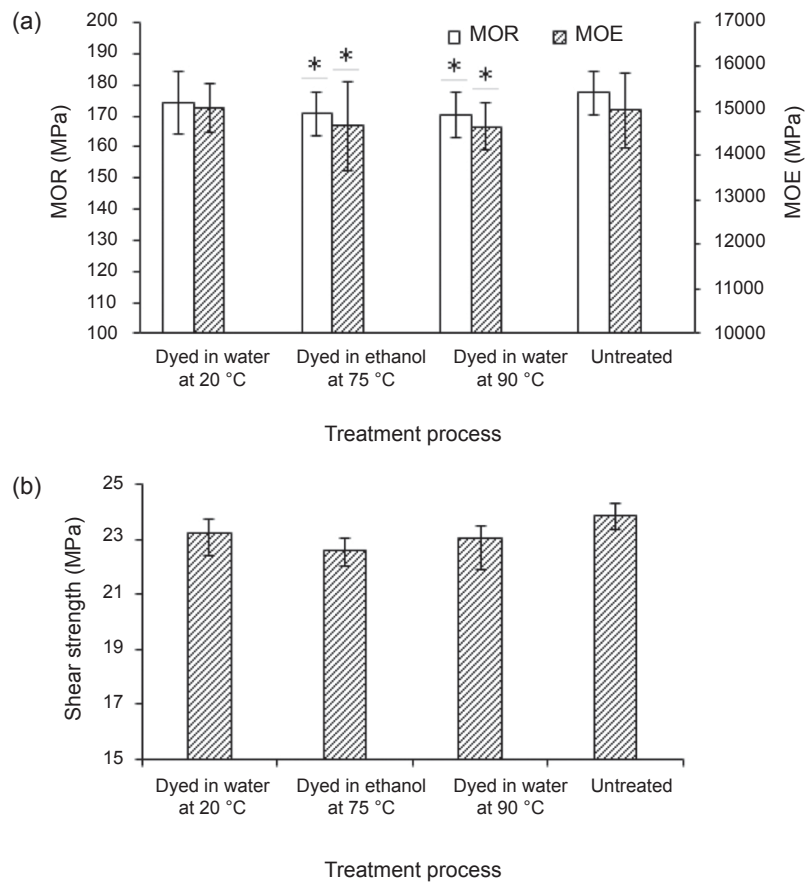 (a)
MOR MOE
200
190
180
170
160
150
140
130
120
110
100
MOR (MPa)
* * * *
17000
16000
15000
14000
13000
12000
11000
10000
MOE (MPa)
Dyed in water
at 20 °C
Dyed in ethanol
at 75 °C
Dyed in water
at 90 °C
Untreated
Treatment process
(b)
25
23
21
19
17
15
Shear strength (MPa)
Dyed in water
at 20 °C
Dyed in ethanol
at 75 °C
Dyed in water
at 90 °C
Untreated
Treatment process